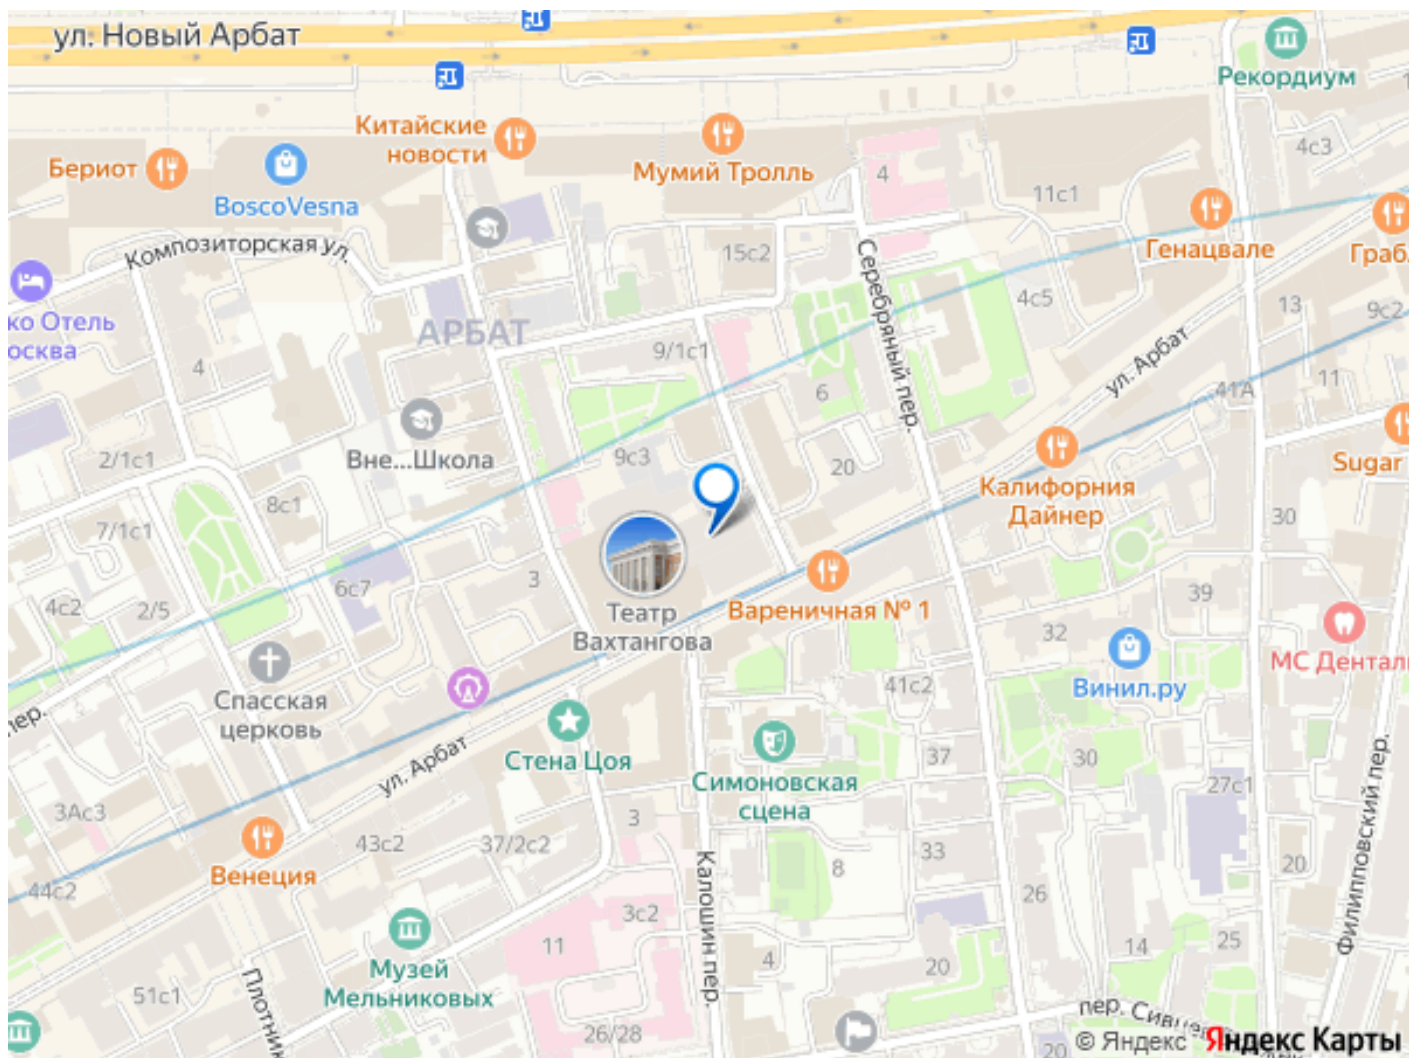 ул. Новый Арбат
Рекордиум
Китайские
новости
Бериот
Мумий Тролль
4с3
4
11с1
BoscoVesna
Композиторская ул.
15с2
Серебряный пер.
Генацвале
Граб
4с5
13
9с2
ко Отель
осква
АРБАТ
9/1с1
ул. Арбат
4
6
41А
11
2/1с1
Вне...Школа
9с3
20
Калифорния
Дайнер
Sugar
8с1
7/1с1
30
3
6с7
4с2
2/5
Театр
Вахтангова
Вареничная № 1
39
32
МС Дентал
Спасская
церковь
41с2
Винил.ру
пер.
ул. Арбат
Стена Цоя
Симоновская
сцена
37
30
27с1
3Ас3
43с2
37/2с2
3
Филипповский пер.
Венеция
44с2
Калошин пер.
8
33
20
26
3с2
11
Музей
Мельниковых
14
25
4
20
51с1
Плотник
26/28
пер. Сивцев
20
© Яндекс Яндекс Карты